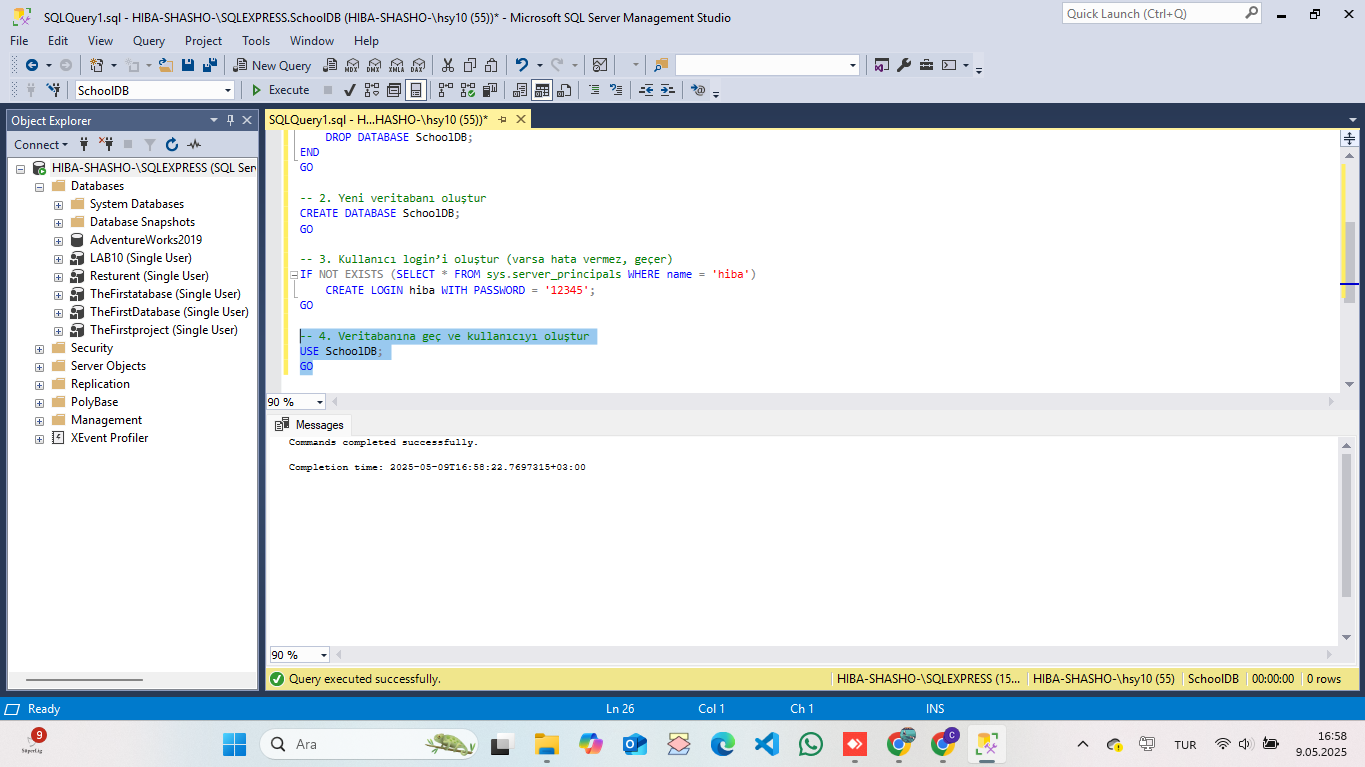 SQLQuery1.sql - HIBA-SHASHO-\SQLEXPRESS.SchoolDB (HIBA-SHASHO-\hsy10 (55))* - Microsoft SQL Server Management Studio
Quick Launch (Ctrl+Q)
File Edit View Query Project Tools Window Help
New Query
MDX DMX XMLA DAX
SchoolDB
Execute
Object Explorer
Connect
HIBA-SHASHO-\SQLEXPRESS (SQL Ser
Databases
System Databases
Database Snapshots
AdventureWorks2019
LAB10 (Single User)
Resturent (Single User)
TheFirstatabase (Single User)
TheFirstDatabase (Single User)
TheFirstproject (Single User)
Security
Server Objects
Replication
PolyBase
Management
XEvent Profiler
SQLQuery1.sql - H...HASHO-\hsy10 (55))*
DROP DATABASE SchoolDB;
END
GO
-- 2. Yeni veritabanı oluştur
CREATE DATABASE SchoolDB;
GO
-- 3. Kullanıcı login’i oluştur (varsa hata vermez, geçer)
IF NOT EXISTS (SELECT * FROM sys.server_principals WHERE name = 'hiba')
CREATE LOGIN hiba WITH PASSWORD = '12345';
GO
-- 4. Veritabanına geç ve kullanıcıyı oluştur
USE SchoolDB;
GO
90 %
Messages
Commands completed successfully.
Completion time: 2025-05-09T16:58:22.7697315+03:00
90 %
Query executed successfully.
HIBA-SHASHO-\SQLEXPRESS (15... HIBA-SHASHO-\hsy10 (55) SchoolDB 00:00:00 0 rows
Ready
Ln 26 Col 1 Ch 1 INS
9
Ara
C
TUR
16:58
9.05.2025